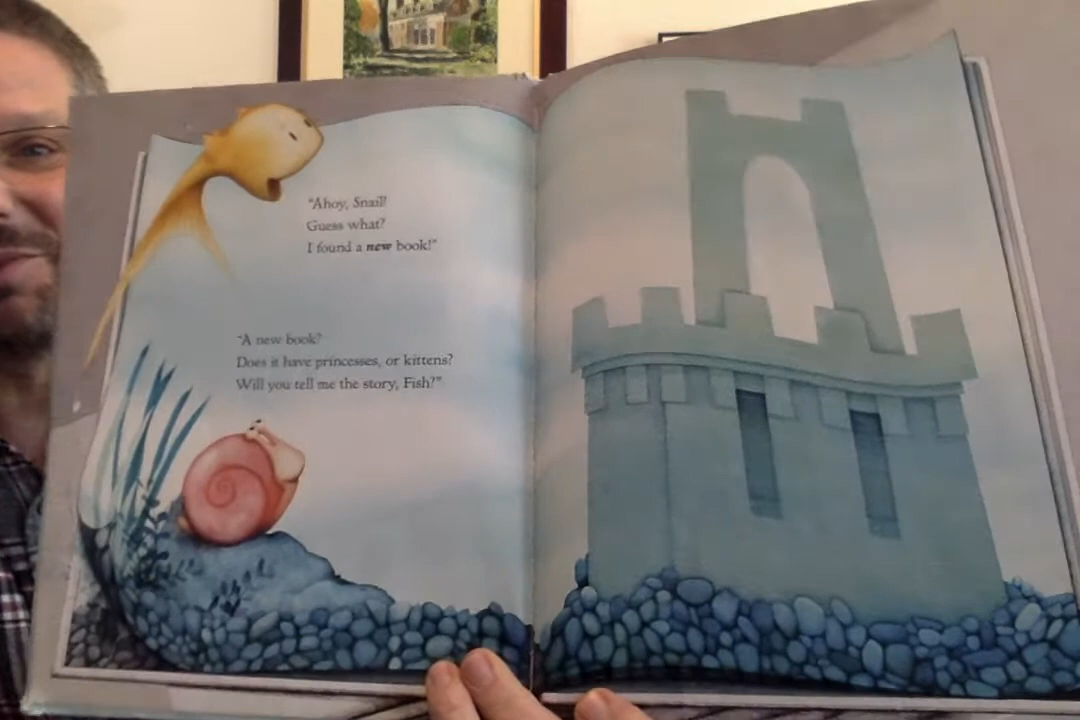 "Ahoy, Snail!
Guess what?
I found a new book!"
"A new book?
Does it have princesses, or kittens?
Will you tell me the story, Fish?"